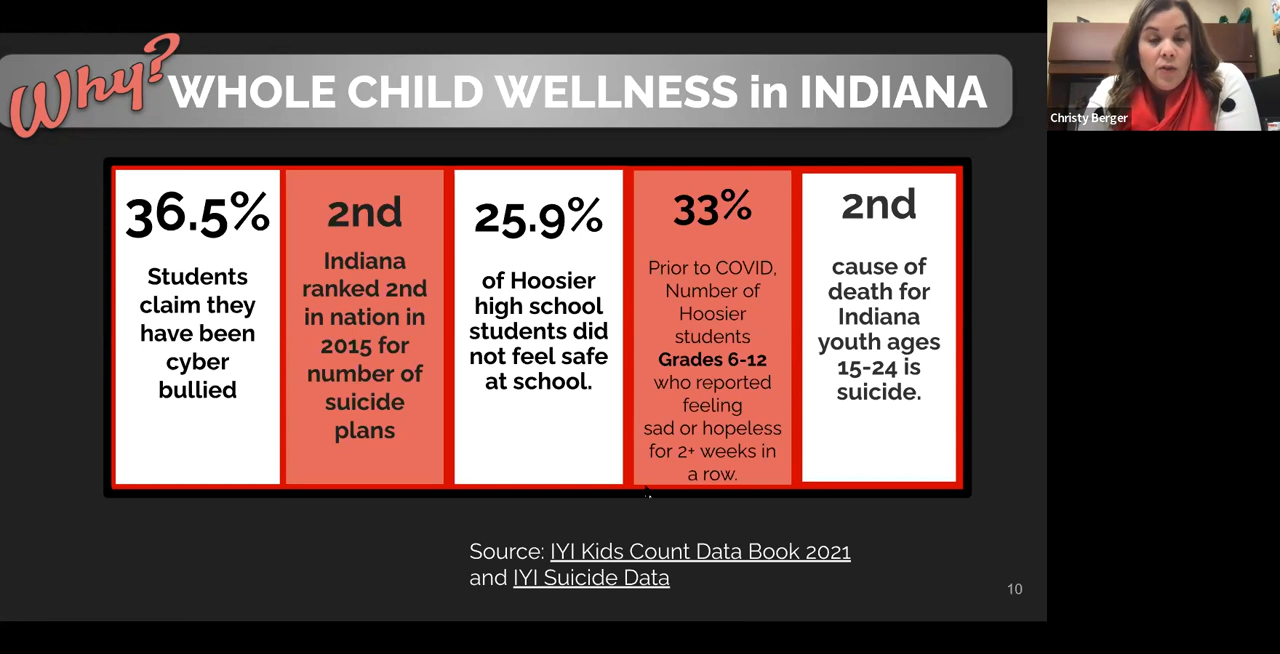 Why?
WHOLE CHILD WELLNESS in INDIANA
36.5%
Students
claim they
have been
cyber
bullied
2nd
Indiana
ranked 2nd
in nation in
2015 for
number of
suicide
plans
25.9%
of Hoosier
high school
students did
not feel safe
at school.
33%
Prior to COVID,
Number of
Hoosier
students
Grades 6-12
who reported
feeling
sad or hopeless
for 2+ weeks in
a row.
2nd
cause of
death for
Indiana
youth ages
15-24 is
suicide.
Source: IYI Kids Count Data Book 2021
and IYI Suicide Data
10
Christy Berger